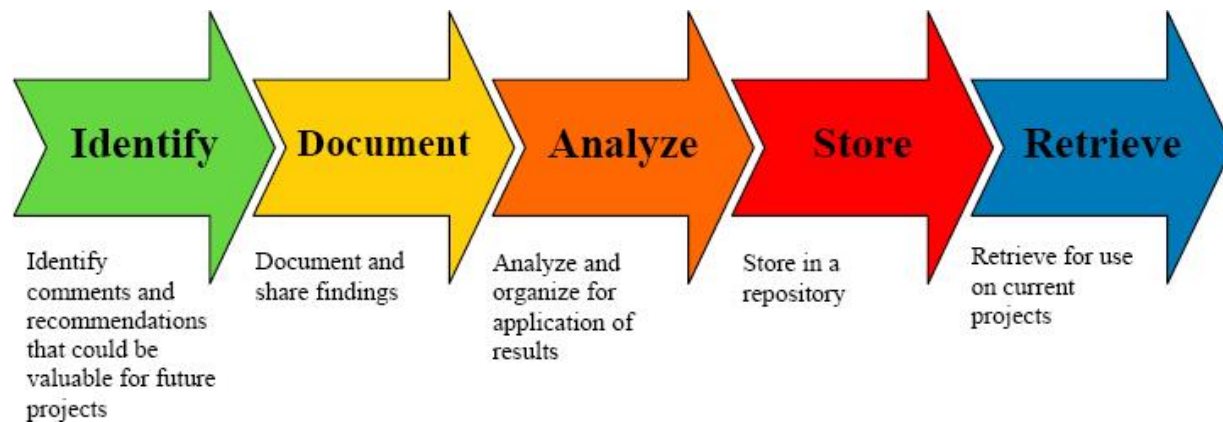 Identify
Document
Analyze
Store
Retrieve
Identify
comments and
recommendations
that could be
valuable for future
projects
Document and
share findings
Analyze and
organize for
application of
results
Store in a
repository
Retrieve for use
on current
projects